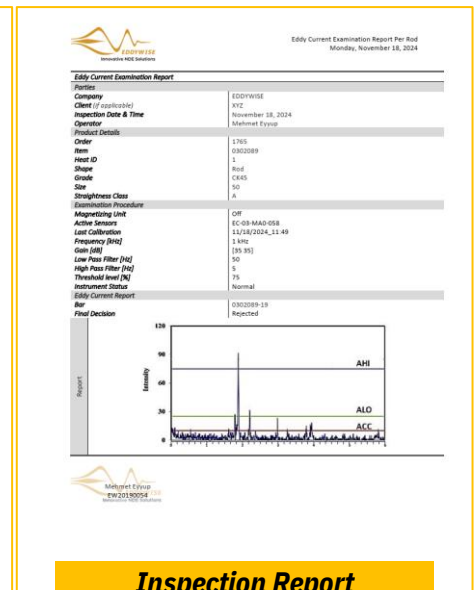 EDDYWISE
Innovative NDE Solutions
Eddy Current Examination Report Per Rod
Monday, November 18, 2024
Eddy Current Examination Report
Parties
Company EDDYWISE
Client (if applicable) XYZ
Inspection Date & Time November 18, 2024
Operator Mehmet Eyyup
Product Details
Order 1765
Item 0302089
Heat ID 1
Shape Rod
Grade CK45
Size 50
Straightness Class A
Examination Procedure
Magnetizing Unit Off
Active Sensors EC-03-MA0-058
Last Calibration 11/18/2024_11:49
Frequency [kHz] 1 kHz
Gain [dB] [35 35]
Low Pass Filter [Hz] 50
High Pass Filter [Hz] 5
Threshold level [%] 75
Instrument Status Normal
Eddy Current Report
Bar 0302089-19
Final Decision Rejected
Report
Intensity
120
90
60
30
0
AHI
ALO
ACC
Mehmet Eyyup
EW20190054
Innovative NDE Solutions
Inspection Report